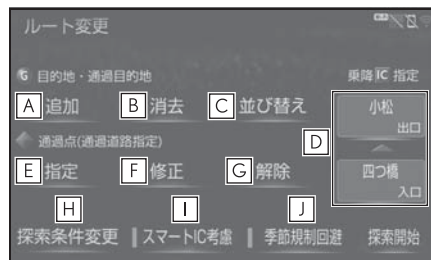 ルート変更
G 目的地・通過目的地
乗降IC 指定
A 追加
B 消去
C 並び替え
D
小松
出口
通過点(通過道路指定)
E 指定
F 修正
G 解除
四つ橋
入口
H
I
J
探索条件変更
スマートIC考慮
季節規制回避
探索開始